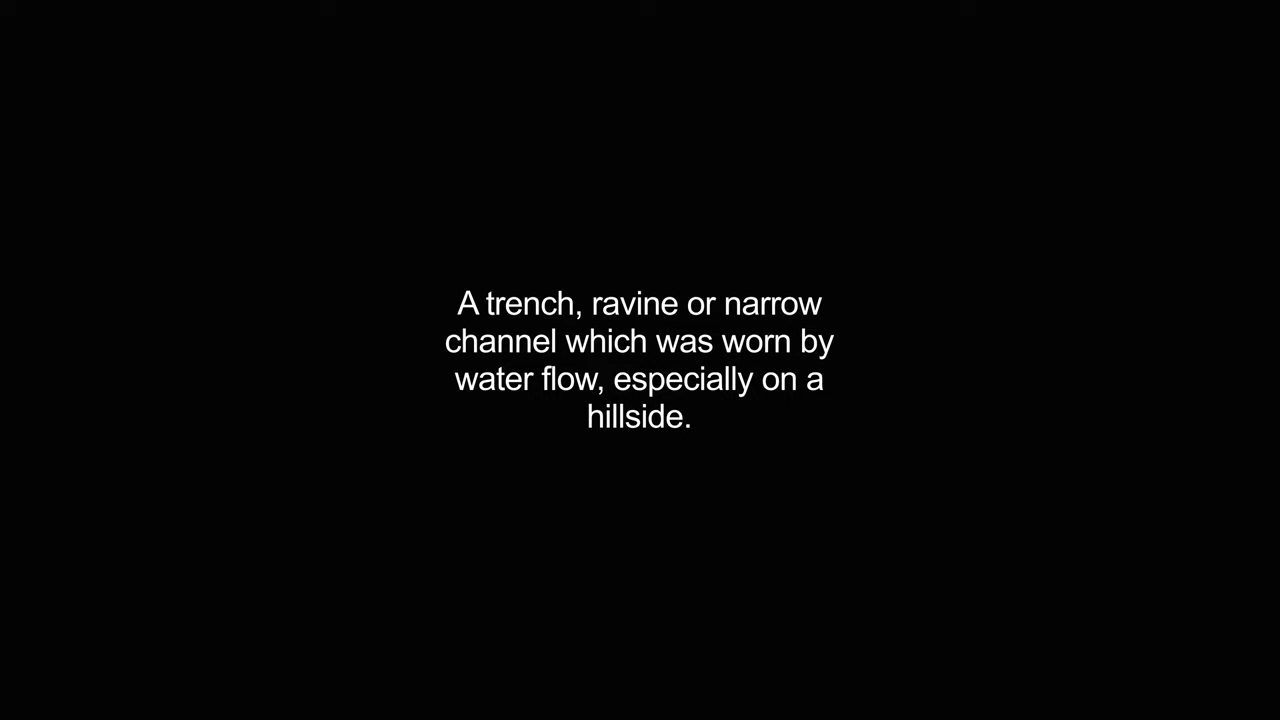 A trench, ravine or narrow
channel which was worn by
water flow, especially on a
hillside.